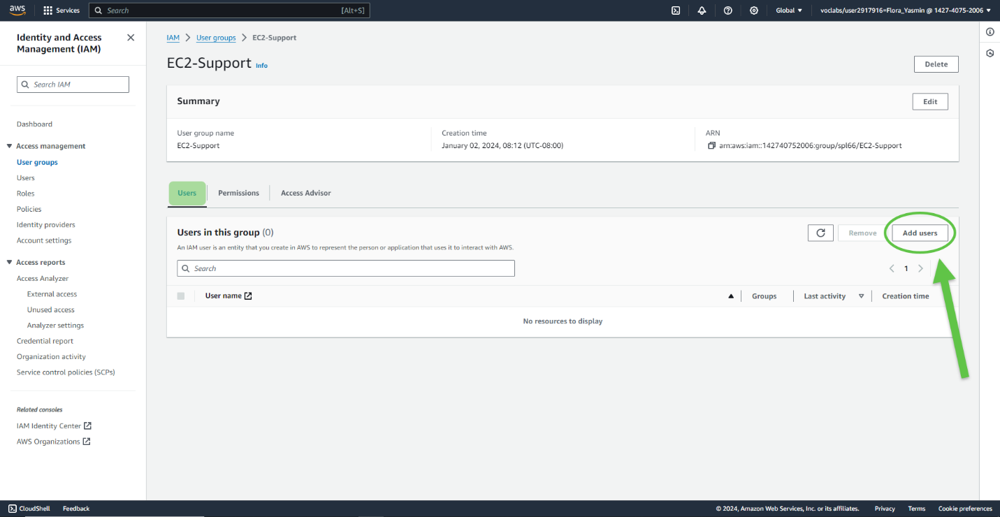 aws
Services
Search
[Alt+S]
Global
voclabs/user2917916=Flora_Yasmin @ 1427-4075-2006
Identity and Access
Management (IAM)
Search IAM
Dashboard
Access management
User groups
Users
Roles
Policies
Identity providers
Account settings
Access reports
Access Analyzer
External access
Unused access
Analyzer settings
Credential report
Organization activity
Service control policies (SCPs)
Related consoles
IAM Identity Center
AWS Organizations
IAM > User groups > EC2-Support
EC2-Support Info
Delete
Summary
Edit
User group name
EC2-Support
Creation time
January 02, 2024, 08:12 (UTC-08:00)
ARN
arn:aws:iam::142740752006:group/spl66/EC2-Support
Users
Permissions
Access Advisor
Users in this group (0)
An IAM user is an entity that you create in AWS to represent the person or application that uses it to interact with AWS.
Remove
Add users
Search
1
User name
Groups
Last activity
Creation time
No resources to display
CloudShell
Feedback
© 2024, Amazon Web Services, Inc. or its affiliates.
Privacy
Terms
Cookie preferences